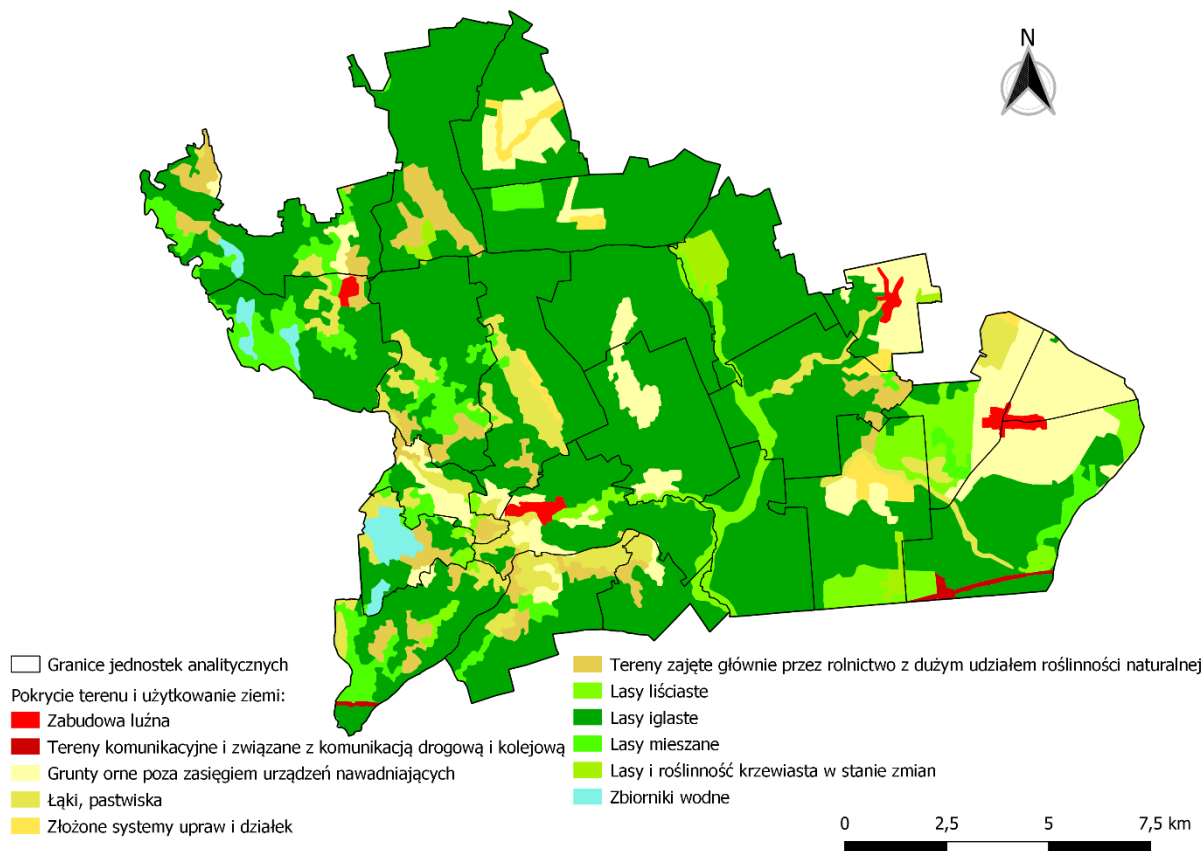 N
Granice jednostek analitycznych
Pokrycie terenu i użytkowanie ziemi:
Zabudowa luźna
Tereny komunikacyjne i związane z komunikacją drogową i kolejową
Grunty orne poza zasięgiem urządzeń nawadniających
Łąki, pastwiska
Złożone systemy upraw i działek
Tereny zajęte głównie przez rolnictwo z dużym udziałem roślinności naturalnej
Lasy liściaste
Lasy iglaste
Lasy mieszane
Lasy i roślinność krzewiasta w stanie zmian
Zbiorniki wodne
0 2,5 5 7,5 km